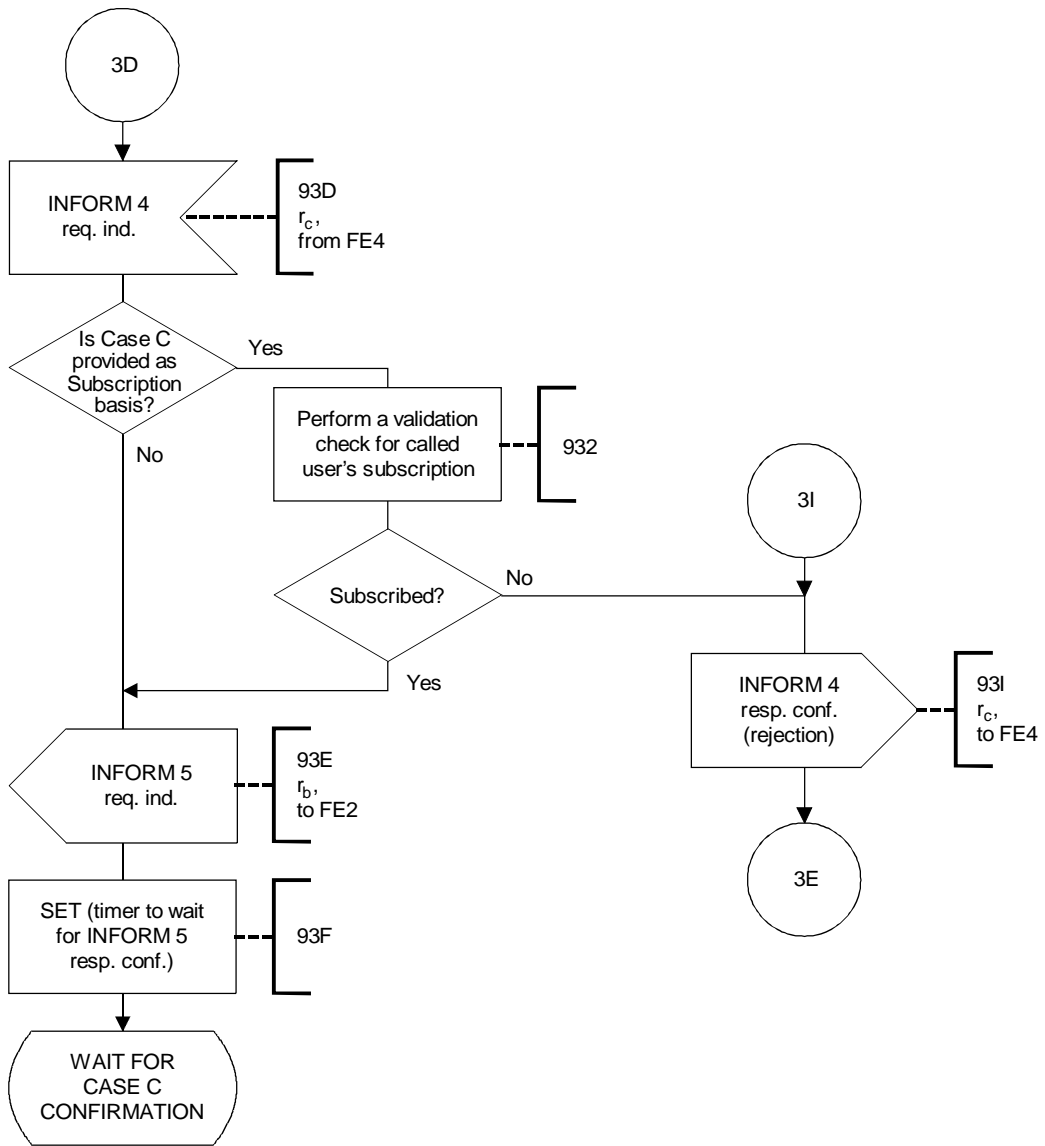 3D
INFORM 4
req. ind.
93D
rc,
from FE4
Is Case C
provided as
Subscription
basis?
Yes
No
Perform a validation
check for called
user's subscription
932
3I
Subscribed?
No
Yes
INFORM 4
resp. conf.
(rejection)
93I
rc,
to FE4
INFORM 5
req. ind.
93E
rb,
to FE2
3E
SET (timer to wait
for INFORM 5
resp. conf.)
93F
WAIT FOR
CASE C
CONFIRMATION